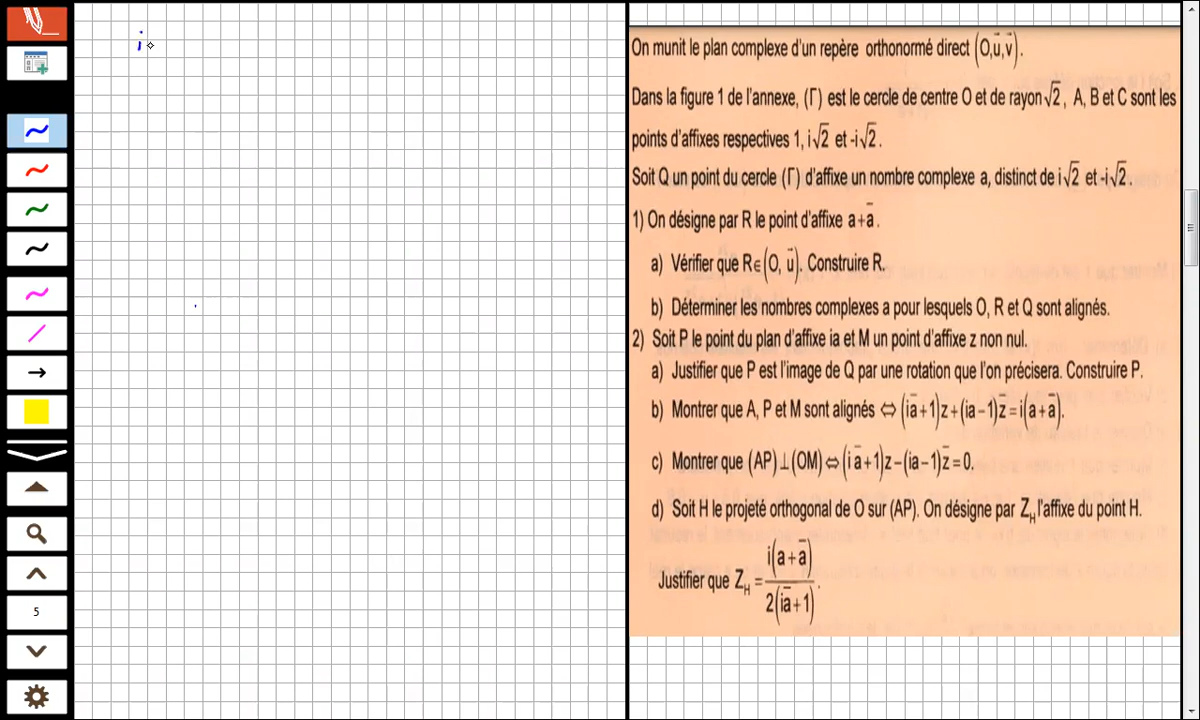 On munit le plan complexe d'un repère orthonormé direct (O,u⃗,v⃗).
Dans la figure 1 de l'annexe, (Γ) est le cercle de centre O et de rayon √2, A, B et C sont les
points d'affixes respectives 1, i√2 et -i√2.
Soit Q un point du cercle (Γ) d'affixe un nombre complexe a, distinct de i√2 et -i√2.
1) On désigne par R le point d'affixe a+a̅.
a) Vérifier que R∈(O, u⃗). Construire R.
b) Déterminer les nombres complexes a pour lesquels O, R et Q sont alignés.
2) Soit P le point du plan d'affixe ia et M un point d'affixe z non nul.
a) Justifier que P est l'image de Q par une rotation que l'on précisera. Construire P.
b) Montrer que A, P et M sont alignés ⇔ (ia̅+1)z+(ia−1)z̅=i(a+a̅).
c) Montrer que (AP)⊥(OM)⇔(ia̅+1)z−(ia−1)z̅=0.
d) Soit H le projeté orthogonal de O sur (AP). On désigne par Z_H l'affixe du point H.
Justifier que Z_H = i(a+a̅) / 2(ia̅+1).
5